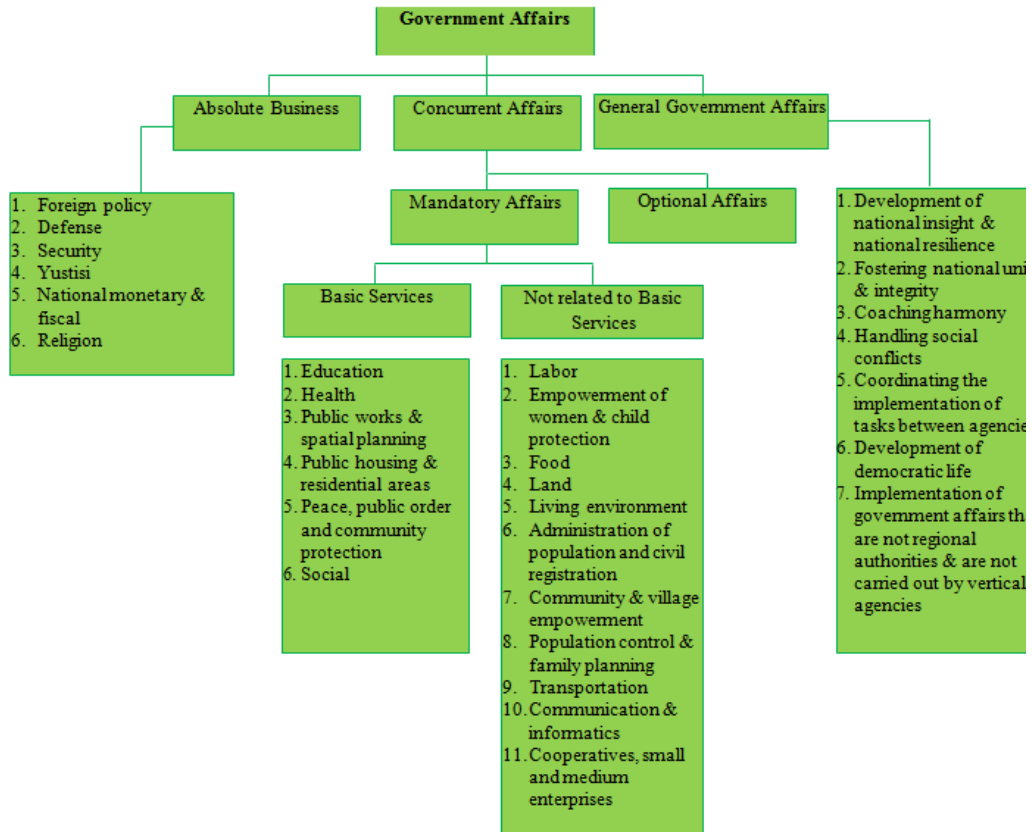 Government Affairs
Absolute Business
Concurrent Affairs
General Government Affairs
Mandatory Affairs
Optional Affairs
1. Foreign policy
2. Defense
3. Security
4. Yustisi
5. National monetary &
fiscal
6. Religion
Basic Services
Not related to Basic
Services
1. Education
2. Health
3. Public works &
spatial planning
4. Public housing &
residential areas
5. Peace, public order
and community
protection
6. Social
1. Labor
2. Empowerment of
women & child
protection
3. Food
4. Land
5. Living environment
6. Administration of
population and civil
registration
7. Community & village
empowerment
8. Population control &
family planning
9. Transportation
10. Communication &
informatics
11. Cooperatives, small
and medium
enterprises
1. Development of
national insight &
national resilience
2. Fostering national uni
& integrity
3. Coaching harmony
4. Handling social
conflicts
5. Coordinating the
implementation of
tasks between agencie
6. Development of
democratic life
7. Implementation of
government affairs th
are not regional
authorities & are not
carried out by vertical
agencies